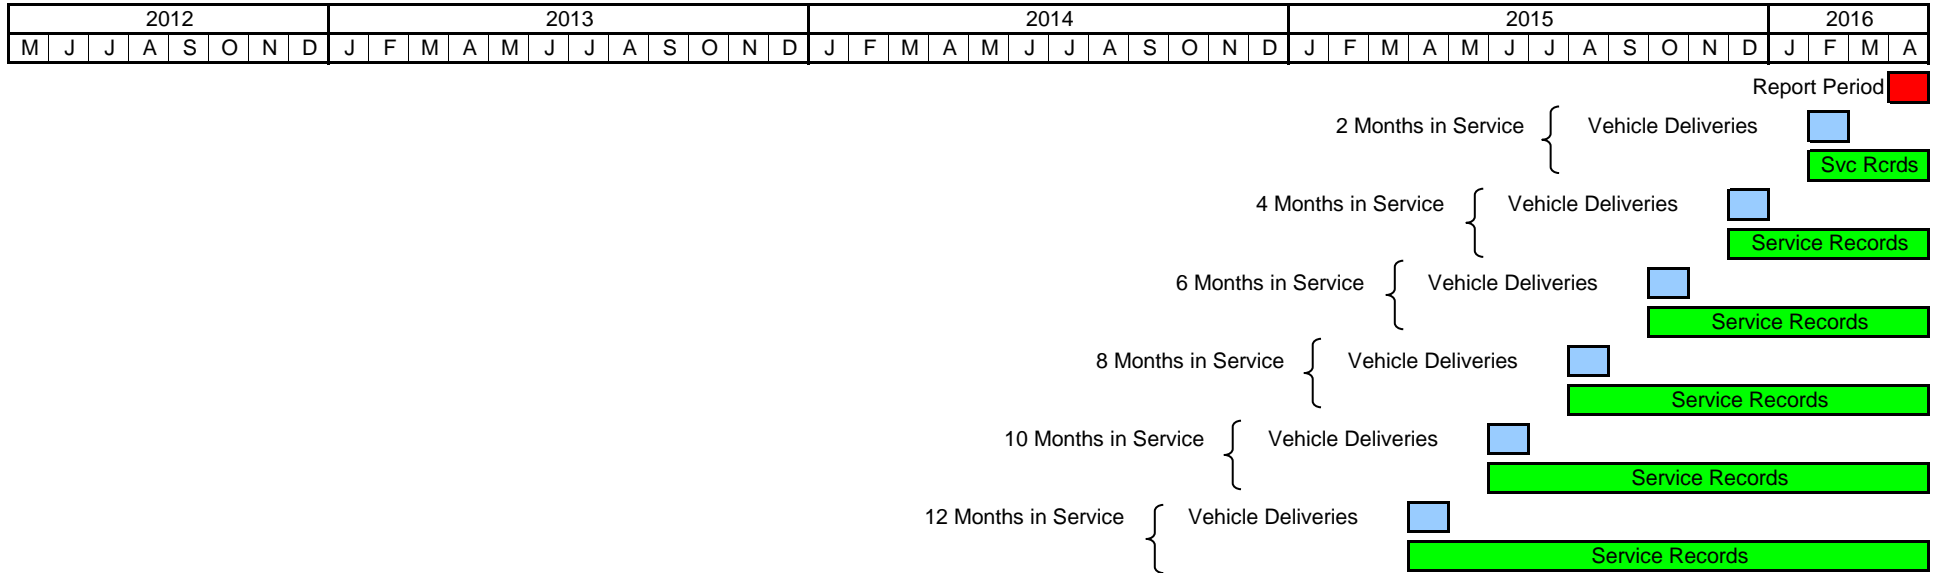 2012 2013 2014 2015 2016
M J J A S O N D J F M A M J J A S O N D J F M A M J J A S O N D J F M A M J J A S O N D J F M A
Report Period
2 Months in Service Vehicle Deliveries
Svc Rcrds
4 Months in Service Vehicle Deliveries
Service Records
6 Months in Service Vehicle Deliveries
Service Records
8 Months in Service Vehicle Deliveries
Service Records
10 Months in Service Vehicle Deliveries
Service Records
12 Months in Service Vehicle Deliveries
Service Records